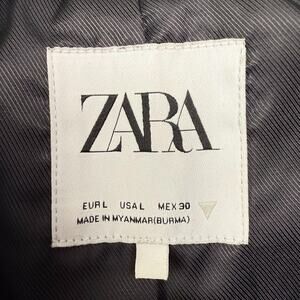 ZARA
EUR L USA L MEX 30
MADE IN MYANMAR(BURMA)